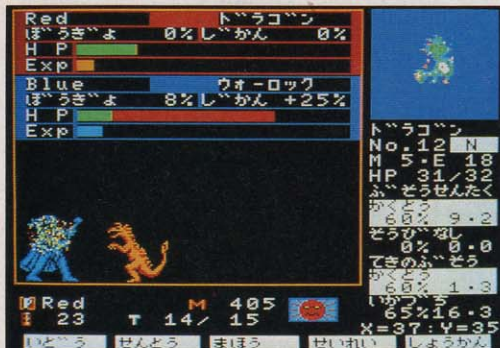 Red ドラゴン
ぼうぎょ 0% じかん 0%
HP
Exp
Blue ウォーロック
ぼうぎょ 8% じかん +25%
HP
Exp
ドラゴン
No.12 N
M 5・E 18
HP 31/32
ぶそうせんたく
かくとう
60% 9・2
そうびなし
0% 0・0
てきのぶそう
かくとう
60% 1・3
いかづち
65%16・3
X=37:Y=35
Red M 405
23 T 14/ 15
いどう せんとう まほう せいれい しょうかん